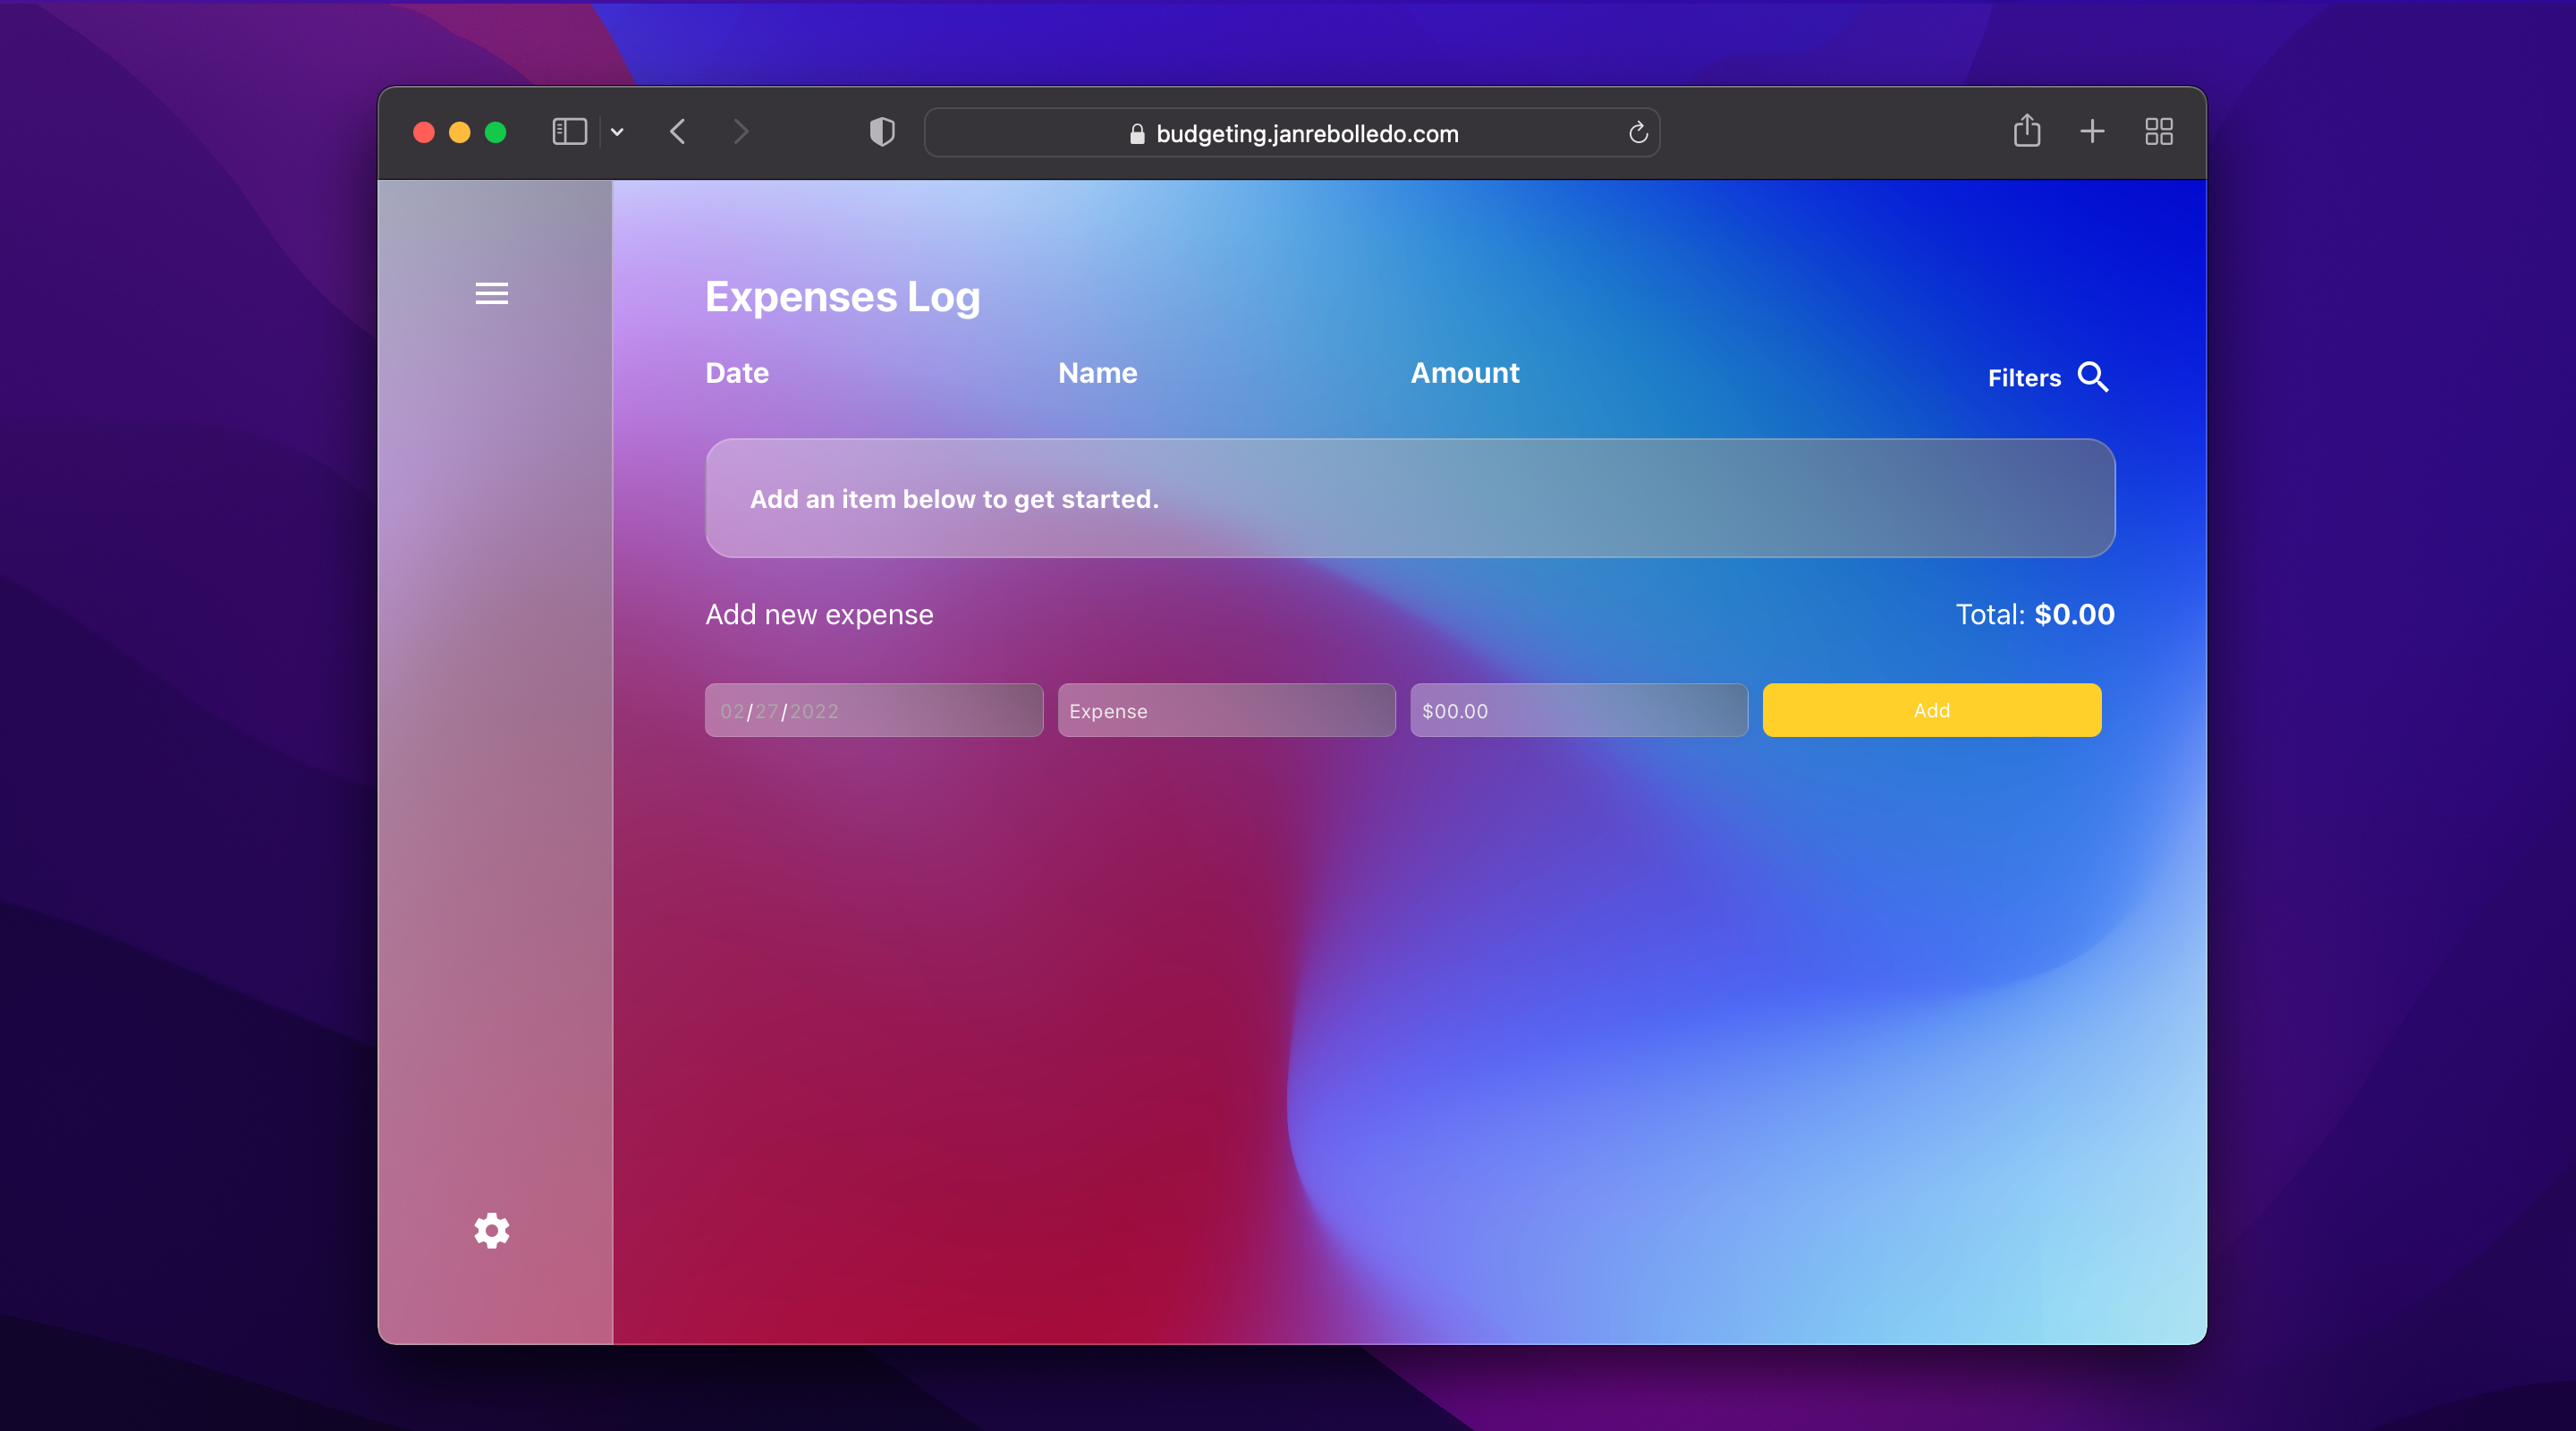 budgeting.janrebolledo.com
Expenses Log
Date Name Amount Filters
Add an item below to get started.
Add new expense Total: $0.00
02/27/2022 Expense $00.00 Add